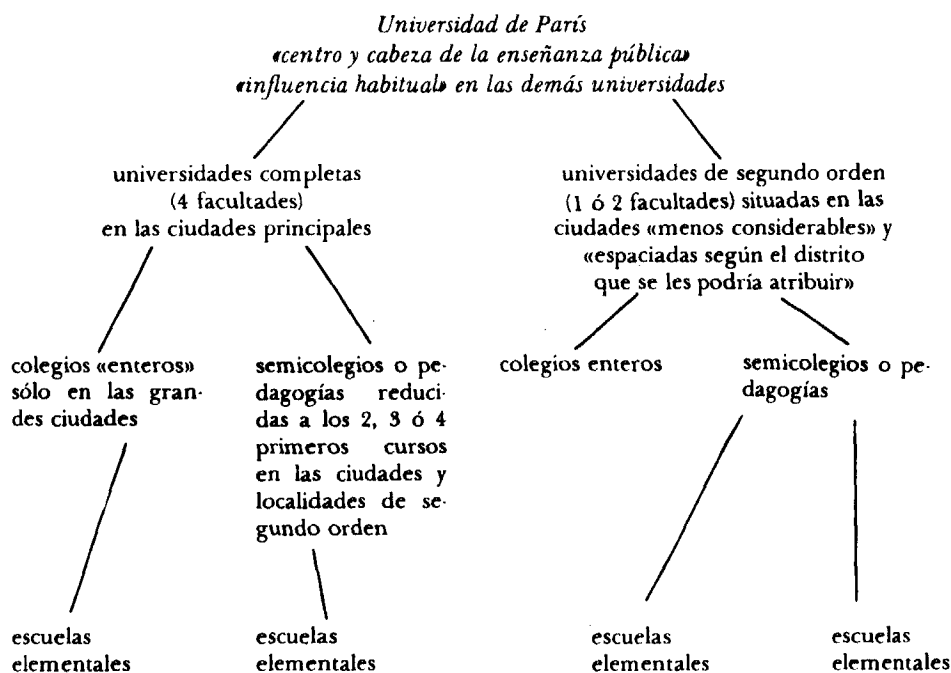 Universidad de París
«centro y cabeza de la enseñanza pública»
«influencia habitual» en las demás universidades
universidades completas
(4 facultades)
en las ciudades principales
universidades de segundo orden
(1 ó 2 facultades) situadas en las
ciudades «menos considerables» y
«espaciadas según el distrito
que se les podría atribuir»
colegios «enteros»
sólo en las gran-
des ciudades
semicolegios o pe-
dagogías reduci-
das a los 2, 3 ó 4
primeros cursos
en las ciudades y
localidades de se-
gundo orden
colegios enteros
semicolegios o pe-
dagogías
escuelas
elementales
escuelas
elementales
escuelas
elementales
escuelas
elementales